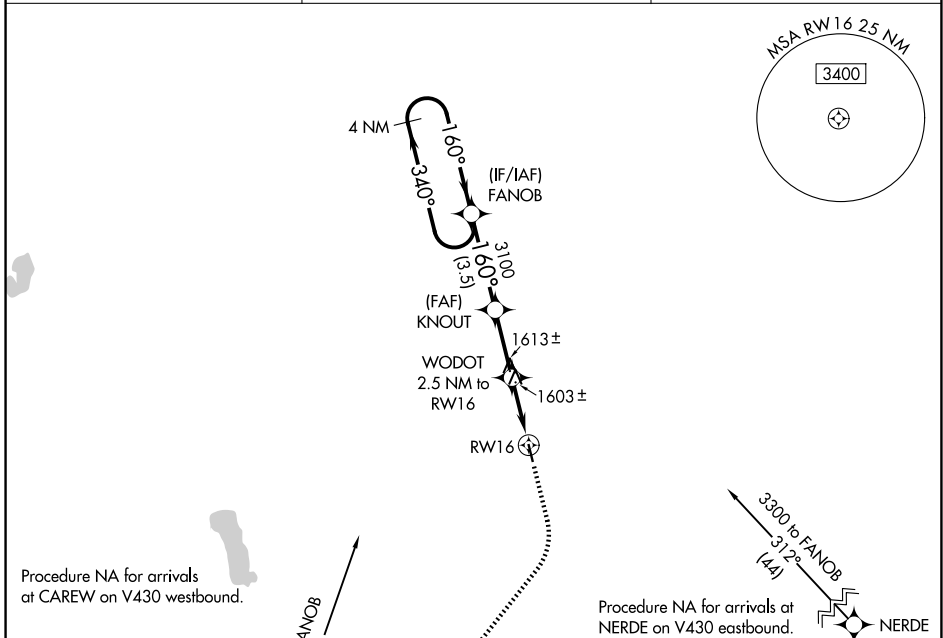 MSA RW16 25 NM
3400
4 NM
160°
340°
(IF/IAF)
FANOB
3100
160°
(3.5)
(FAF)
KNOUT
1613 ±
WODOT
2.5 NM to
RW16
1603 ±
RW16
3300 to FANOB
312°
(44)
Procedure NA for arrivals
at CAREW on V430 westbound.
ANOB
Procedure NA for arrivals at
NERDE on V430 eastbound.
NERDE